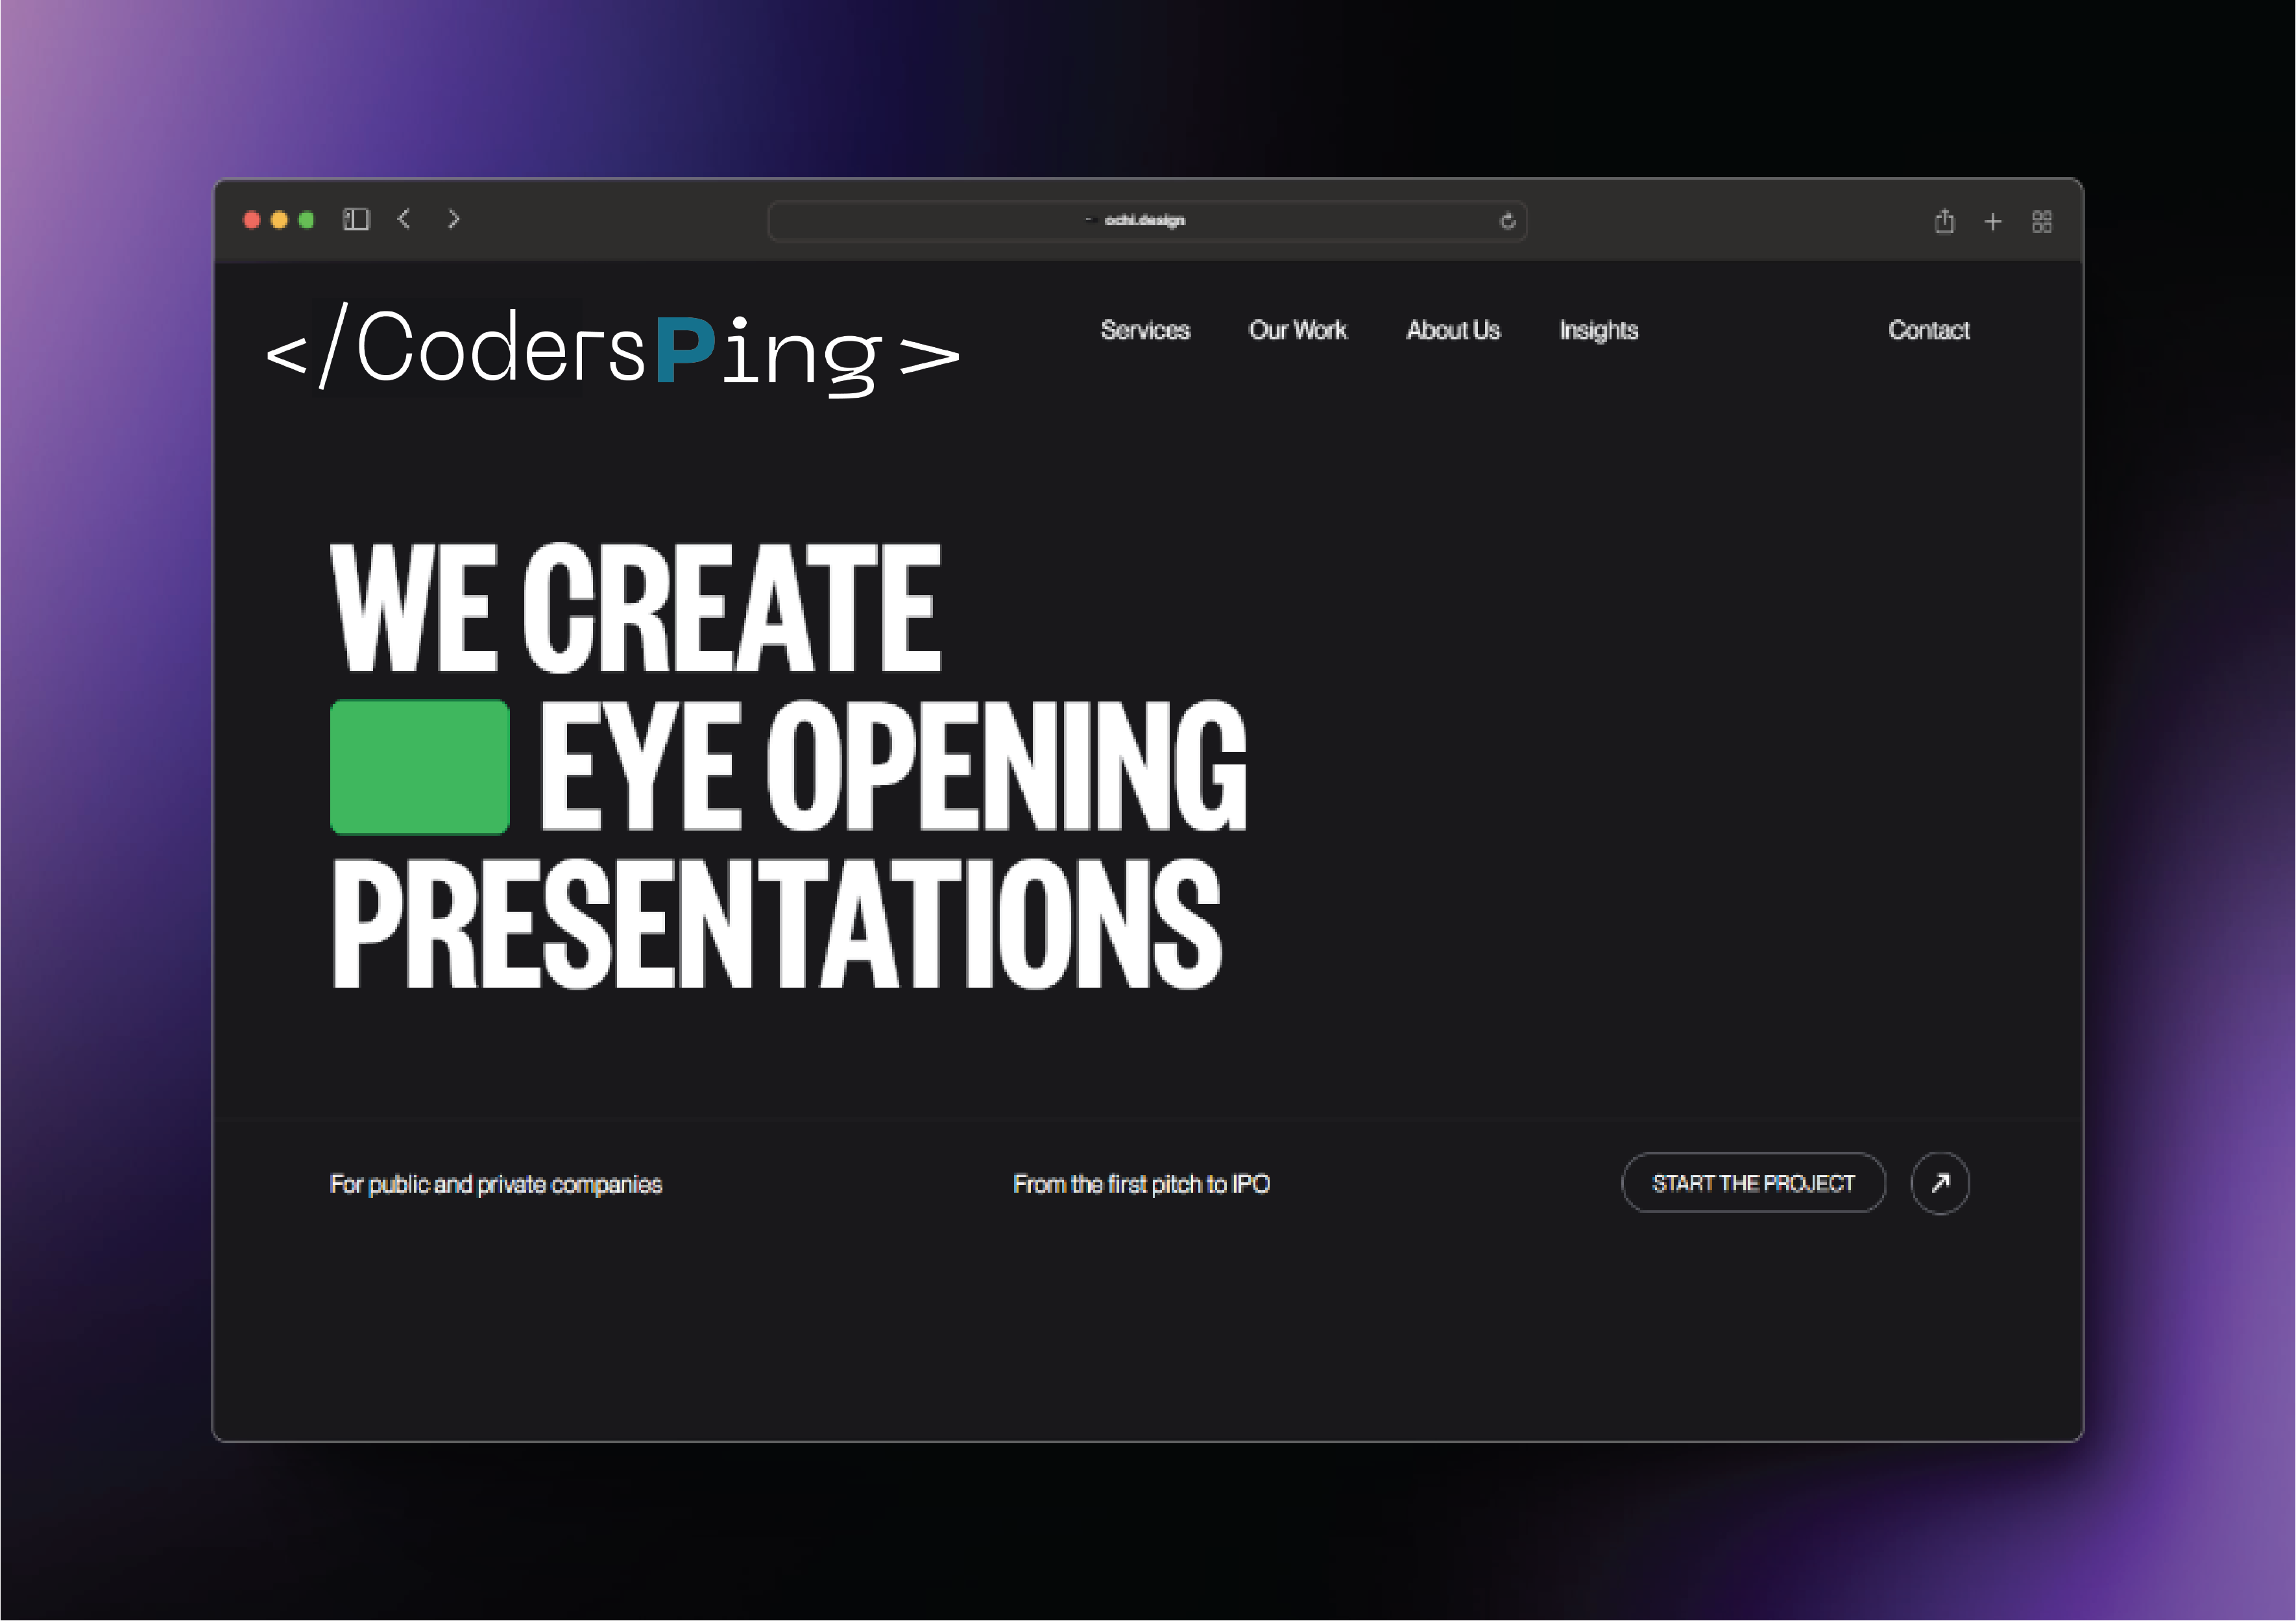 ochi.design
</CodersPing>
Services Our Work About Us Insights Contact
WE CREATE
EYE OPENING
PRESENTATIONS
For public and private companies
From the first pitch to IPO
START THE PROJECT